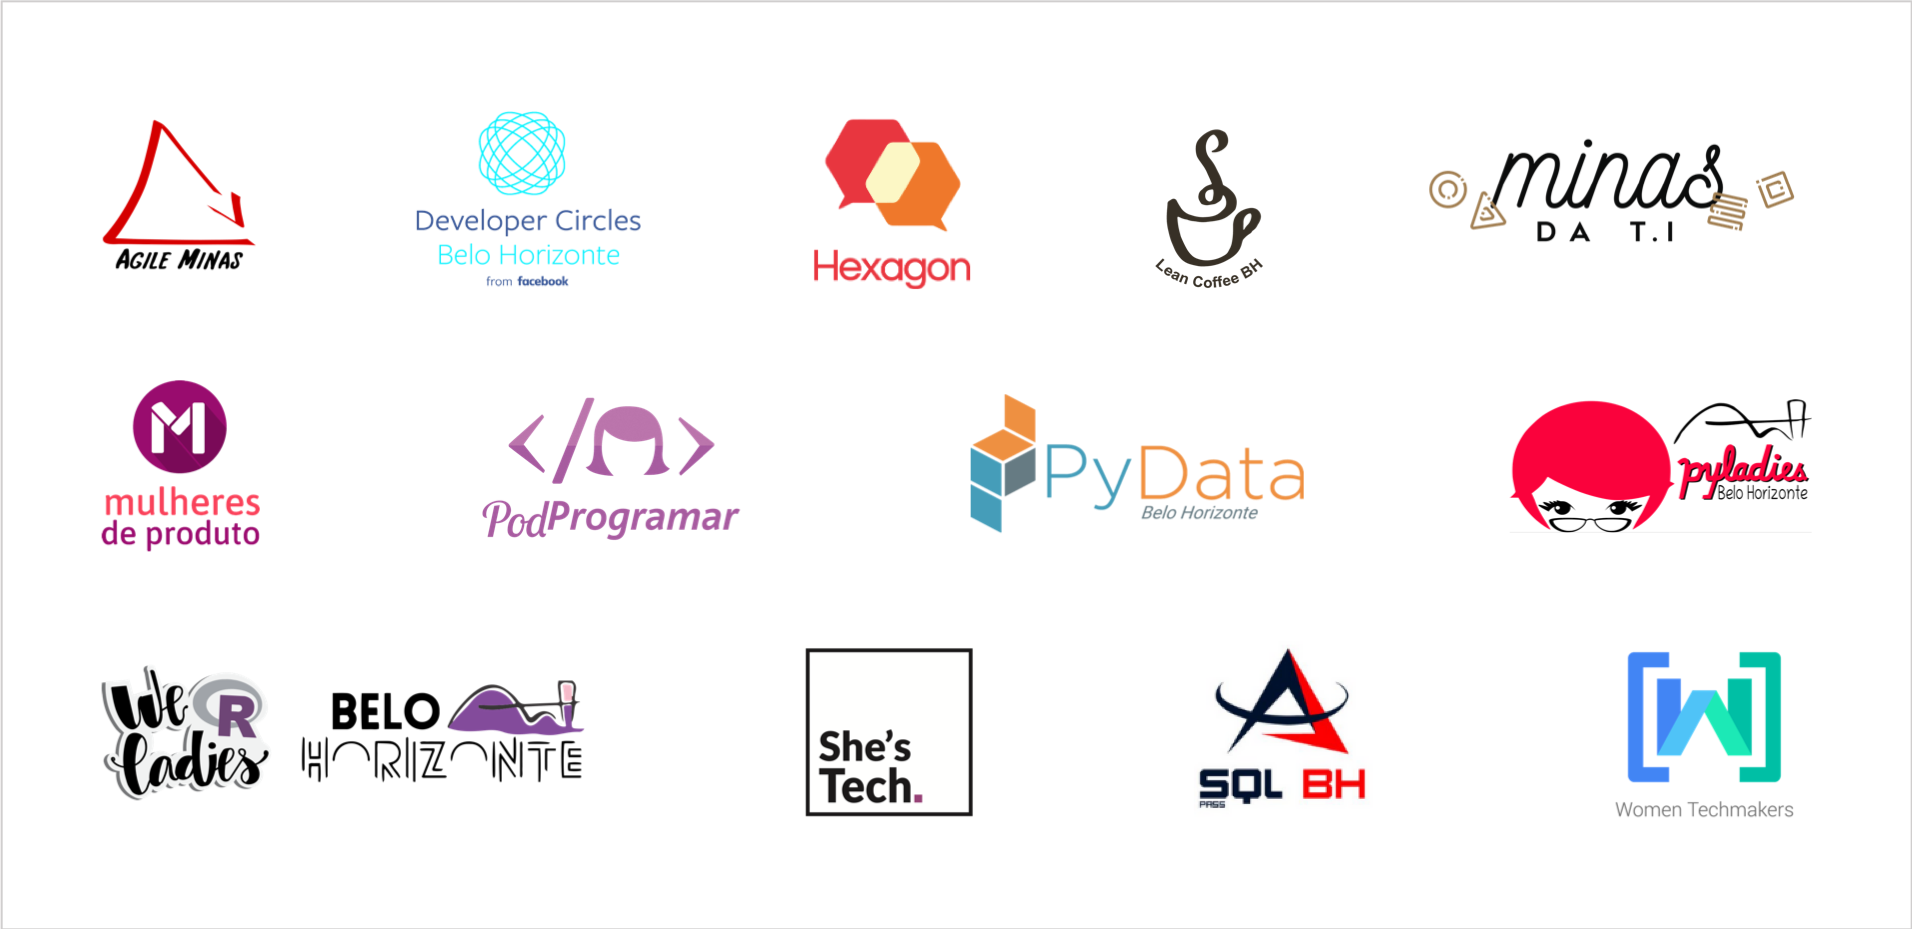 AGILE MINAS
Developer Circles
Belo Horizonte
from facebook
Hexagon
Lean Coffee BH
minas
DA T.I
M
mulheres
de produto
</>
PodProgramar
PyData
Belo Horizonte
pyladies
Belo Horizonte
We R
Ladies
BELO
HORIZONTE
She's
Tech.
SQL BH
PASS
[W]
Women Techmakers